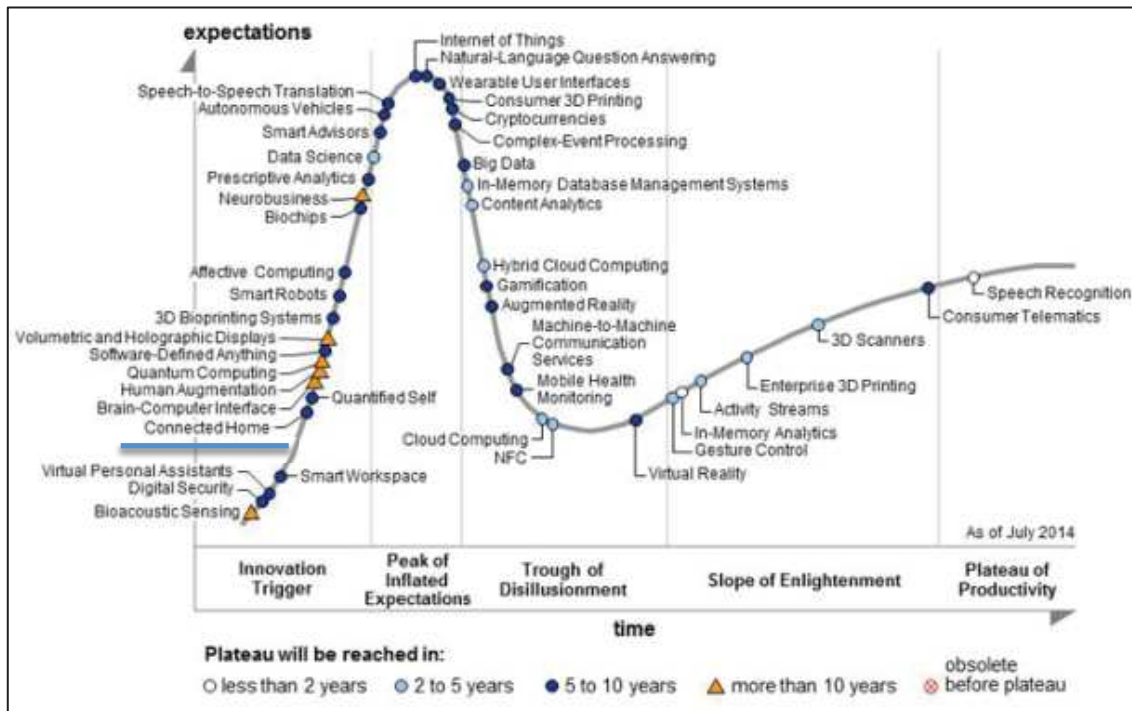 expectations
Internet of Things
Natural-Language Question Answering
Wearable User Interfaces
Consumer 3D Printing
Cryptocurrencies
Complex-Event Processing
Speech-to-Speech Translation
Autonomous Vehicles
Smart Advisors
Data Science
Prescriptive Analytics
Neurobusiness
Biochips
Big Data
In-Memory Database Management Systems
Content Analytics
Affective Computing
Smart Robots
3D Bioprinting Systems
Volumetric and Holographic Displays
Software-Defined Anything
Quantum Computing
Human Augmentation
Brain-Computer Interface
Connected Home
Quantified Self
Virtual Personal Assistants
Digital Security
Bioacoustic Sensing
Smart Workspace
Hybrid Cloud Computing
Gamification
Augmented Reality
Machine-to-Machine
Communication
Services
Mobile Health
Monitoring
Cloud Computing
NFC
Virtual Reality
Gesture Control
In-Memory Analytics
Activity Streams
Enterprise 3D Printing
3D Scanners
Consumer Telematics
Speech Recognition
As of July 2014
Innovation
Trigger
Peak of
Inflated
Expectations
Trough of
Disillusionment
Slope of Enlightenment
Plateau of
Productivity
time
Plateau will be reached in:
less than 2 years
2 to 5 years
5 to 10 years
more than 10 years
obsolete
before plateau